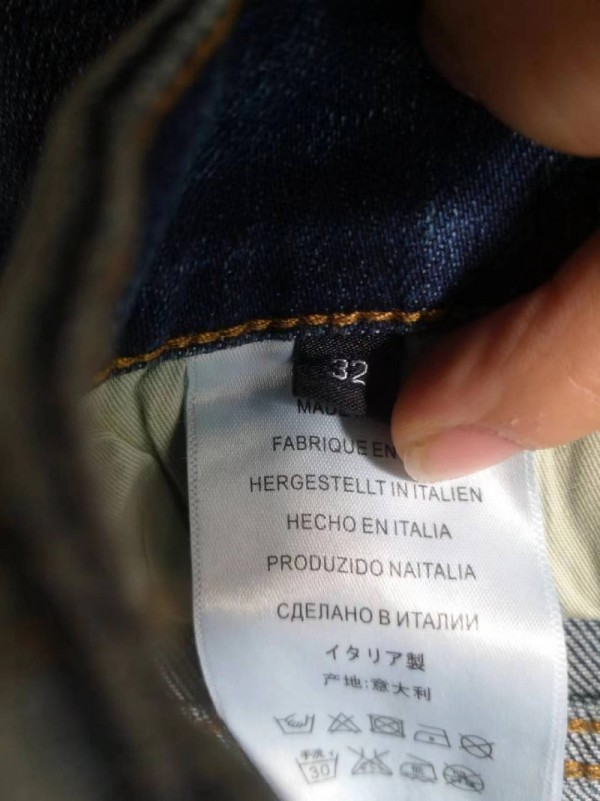 32
MADE
FABRIQUE EN
HERGESTELLT IN ITALIEN
HECHO EN ITALIA
PRODUZIDO NAITALIA
СДЕЛАНО В ИТАЛИИ
イタリア製
产地:意大利
30